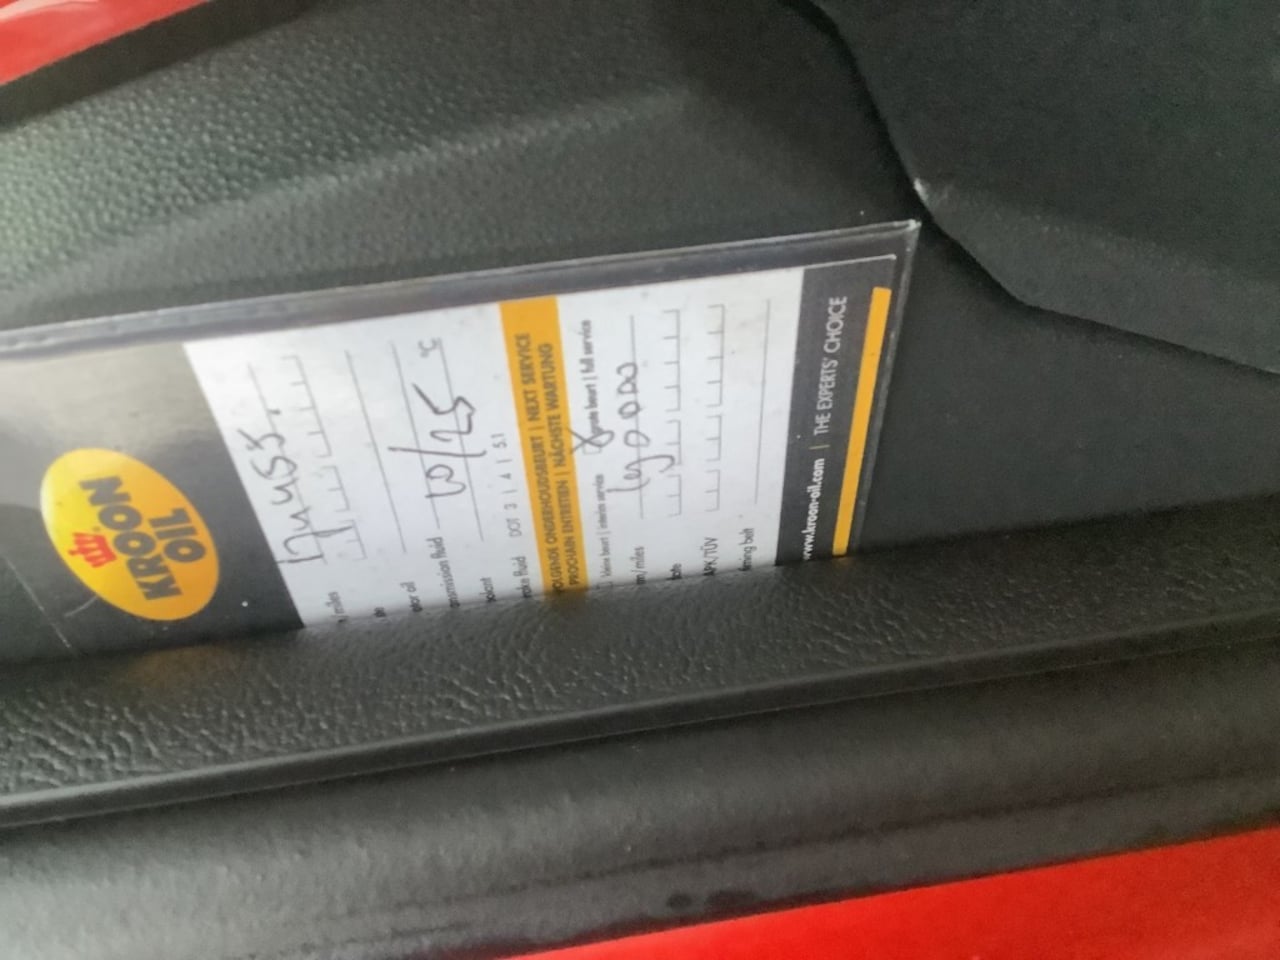 KROON
OIL
km/miles
date
motor oil
transmission fluid 10/25
coolant °C
brake fluid DOT 3 | 4 | 5.1
VOLGENDE ONDERHOUDSBEURT | NEXT SERVICE
PROCHAIN ENTRETIEN | NÄCHSTE WARTUNG
kleine beurt | interim service grote beurt | full service
km/miles
date
APK/TÜV
timing belt
www.kroon-oil.com | THE EXPERTS' CHOICE